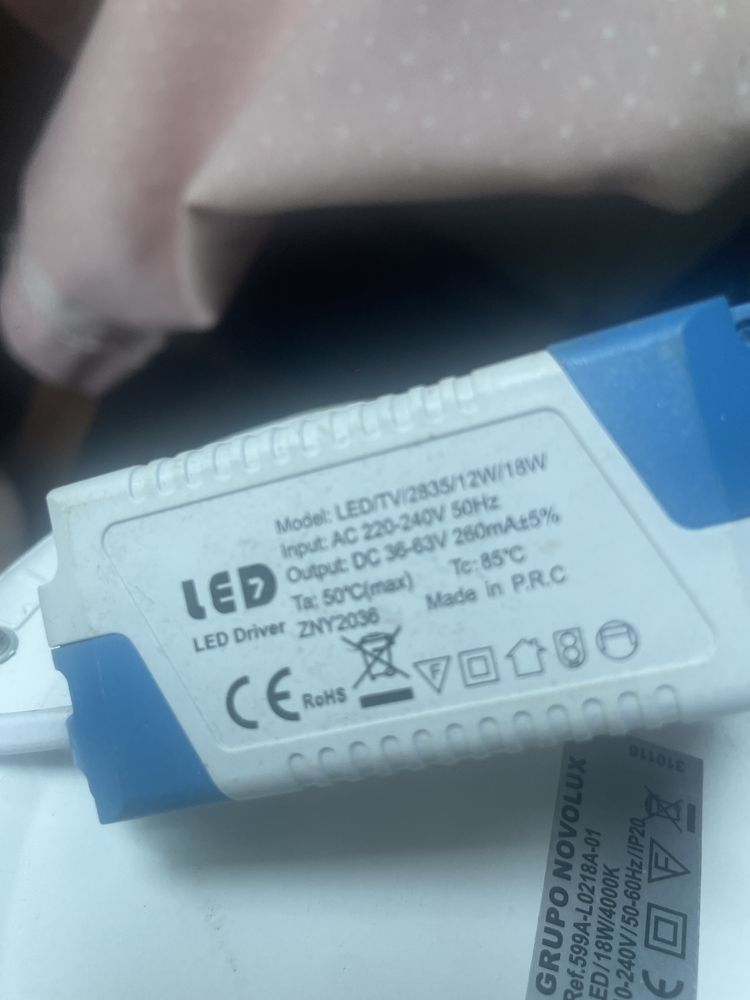 Model: LED/TV/2835/12W/18W
Input: AC 220-240V 50Hz
Output: DC 36-63V 260mA±5%
Ta: 50°C(max) Tc: 85°C
ZNY2036 Made in P.R.C
LED
LED Driver
CE RoHS
F
GRUPO NOVOLUX
Ref.599A-L0218A-01
ED/18W/4000K
0-240V/50-60Hz/IP20
F
310116